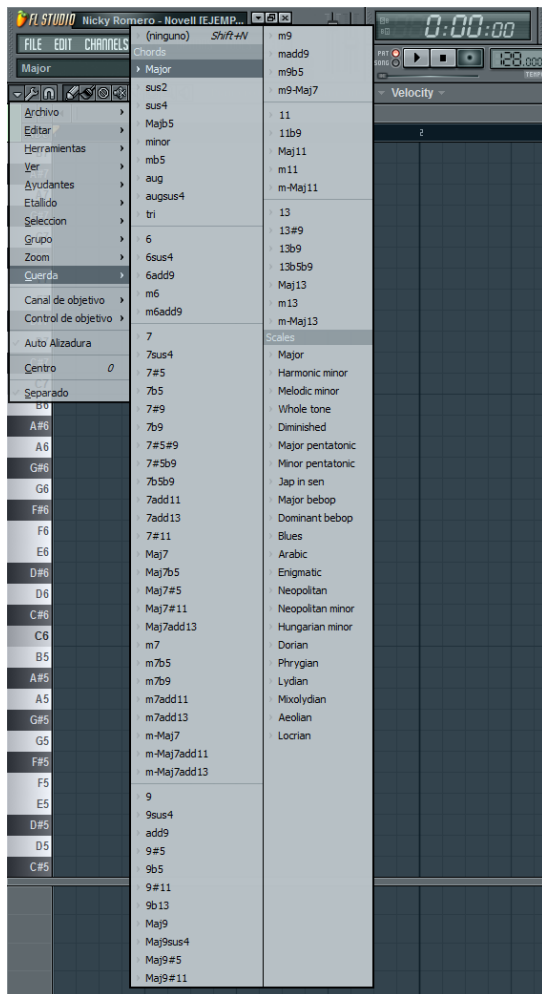 FL STUDIO Nicky Romero - Novell [EJEMP...
FILE EDIT CHANNELS
Major
0:00:00
PAT
SONG
128.000
TEMPO
Velocity
2
Archivo
Editar
Herramientas
Ver
Ayudantes
Etallido
Seleccion
Grupo
Zoom
Cuerda
Canal de objetivo
Control de objetivo
Auto Alizadura
Centro 0
Separado
(ninguno) Shift+N
Chords
Major
sus2
sus4
Majb5
minor
mb5
aug
augsus4
tri
6
6sus4
6add9
m6
m6add9
7
7sus4
7#5
7b5
7#9
7b9
7#5#9
7#5b9
7b5b9
7add11
7add13
7#11
Maj7
Maj7b5
Maj7#5
Maj7#11
Maj7add13
m7
m7b5
m7b9
m7add11
m7add13
m-Maj7
m-Maj7add11
m-Maj7add13
9
9sus4
add9
9#5
9b5
9#11
9b13
Maj9
Maj9sus4
Maj9#5
Maj9#11
m9
madd9
m9b5
m9-Maj7
11
11b9
Maj11
m11
m-Maj11
13
13#9
13b9
13b5b9
Maj13
m13
m-Maj13
Scales
Major
Harmonic minor
Melodic minor
Whole tone
Diminished
Major pentatonic
Minor pentatonic
Jap in sen
Major bebop
Dominant bebop
Blues
Arabic
Enigmatic
Neopolitan
Neopolitan minor
Hungarian minor
Dorian
Phrygian
Lydian
Mixolydian
Aeolian
Locrian
C7
B6
A#6
A6
G#6
G6
F#6
F6
E6
D#6
D6
C#6
C6
B5
A#5
A5
G#5
G5
F#5
F5
E5
D#5
D5
C#5